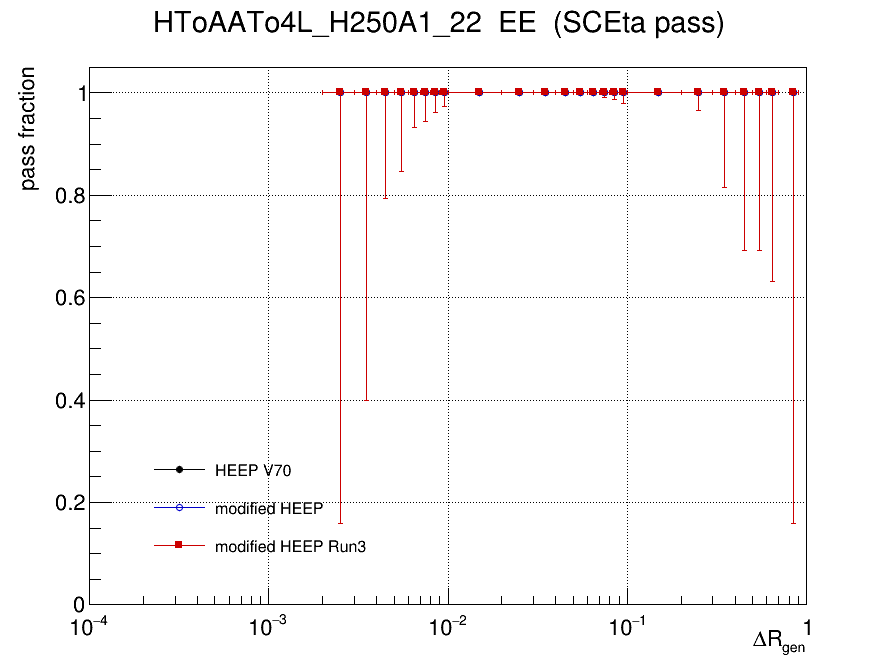 HToAATo4L_H250A1_22 EE (SCEta pass)
pass fraction
1
0.8
0.6
0.4
0.2
0
HEEP V70
modified HEEP
modified HEEP Run3
10⁻⁴ 10⁻³ 10⁻² 10⁻¹ 1
ΔR_gen